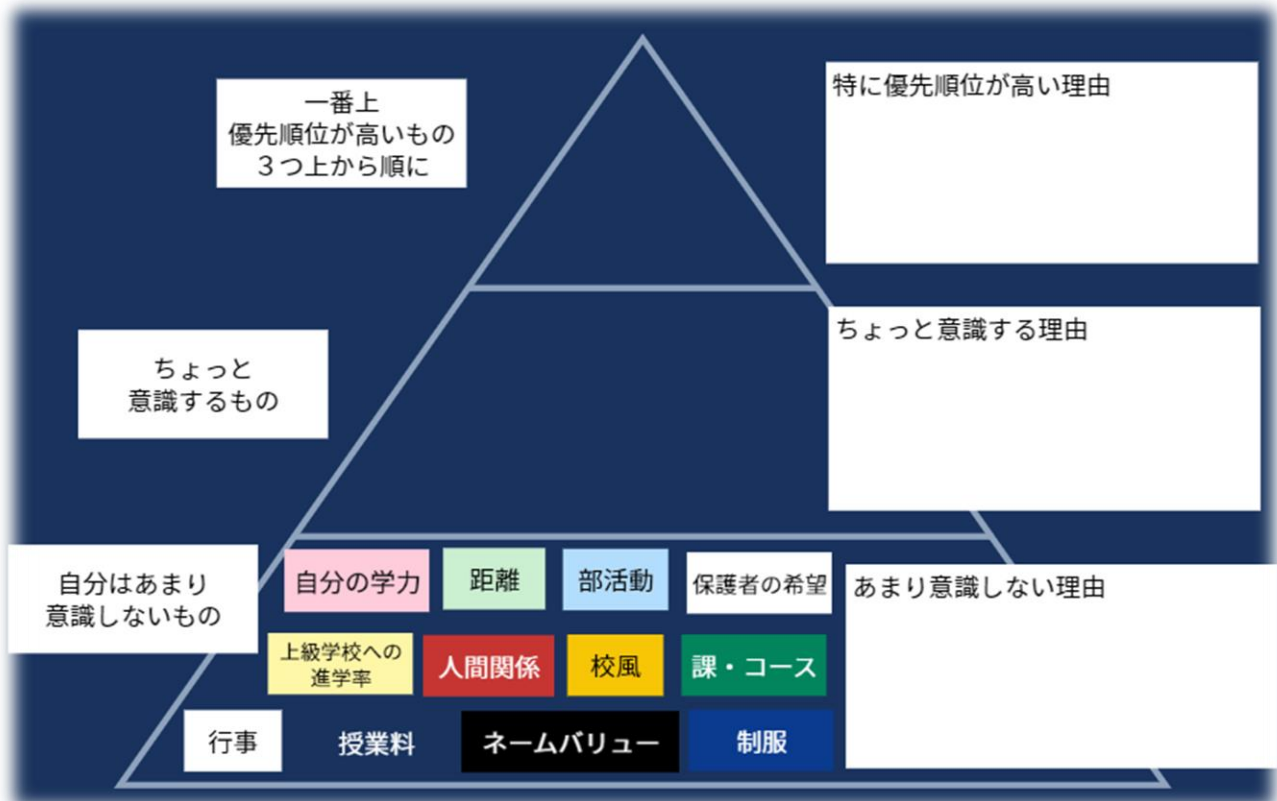 一番上
優先順位が高いもの
３つ上から順に
特に優先順位が高い理由
ちょっと
意識するもの
ちょっと意識する理由
自分はあまり
意識しないもの
自分の学力
距離
部活動
保護者の希望
あまり意識しない理由
上級学校への
進学率
人間関係
校風
課・コース
行事
授業料
ネームバリュー
制服